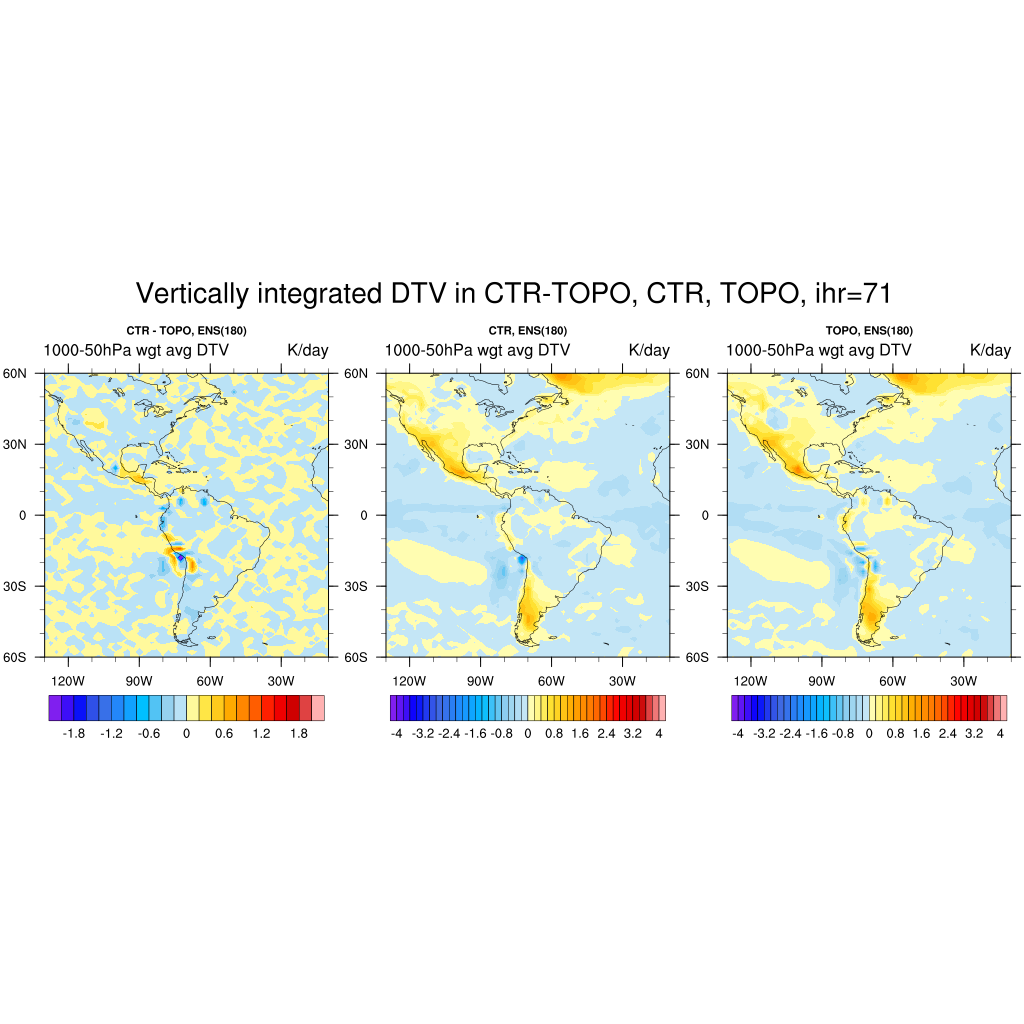 Vertically integrated DTV in CTR-TOPO, CTR, TOPO, ihr=71
CTR - TOPO, ENS(180)
1000-50hPa wgt avg DTV K/day
60N
30N
0
30S
60S
120W 90W 60W 30W
-1.8 -1.2 -0.6 0 0.6 1.2 1.8
CTR, ENS(180)
1000-50hPa wgt avg DTV K/day
60N
30N
0
30S
60S
120W 90W 60W 30W
-4 -3.2 -2.4 -1.6 -0.8 0 0.8 1.6 2.4 3.2 4
TOPO, ENS(180)
1000-50hPa wgt avg DTV K/day
60N
30N
0
30S
60S
120W 90W 60W 30W
-4 -3.2 -2.4 -1.6 -0.8 0 0.8 1.6 2.4 3.2 4